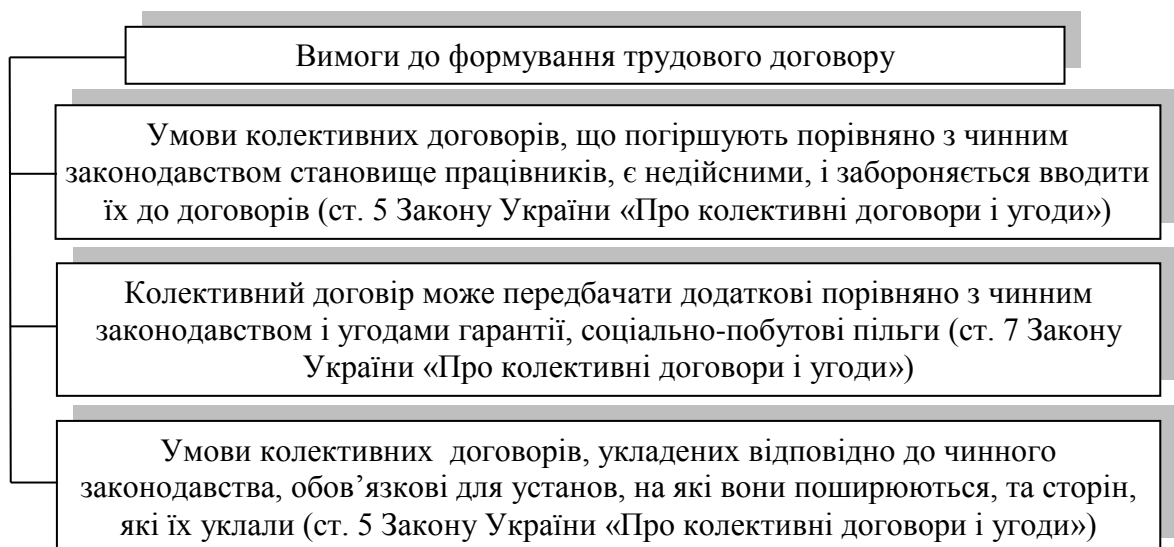 Вимоги до формування трудового договору
Умови колективних договорів, що погіршують порівняно з чинним
законодавством становище працівників, є недійсними, і забороняється вводити
їх до договорів (ст. 5 Закону України «Про колективні договори і угоди»)
Колективний договір може передбачати додаткові порівняно з чинним
законодавством і угодами гарантії, соціально-побутові пільги (ст. 7 Закону
України «Про колективні договори і угоди»)
Умови колективних договорів, укладених відповідно до чинного
законодавства, обов’язкові для установ, на які вони поширюються, та сторін,
які їх уклали (ст. 5 Закону України «Про колективні договори і угоди»)